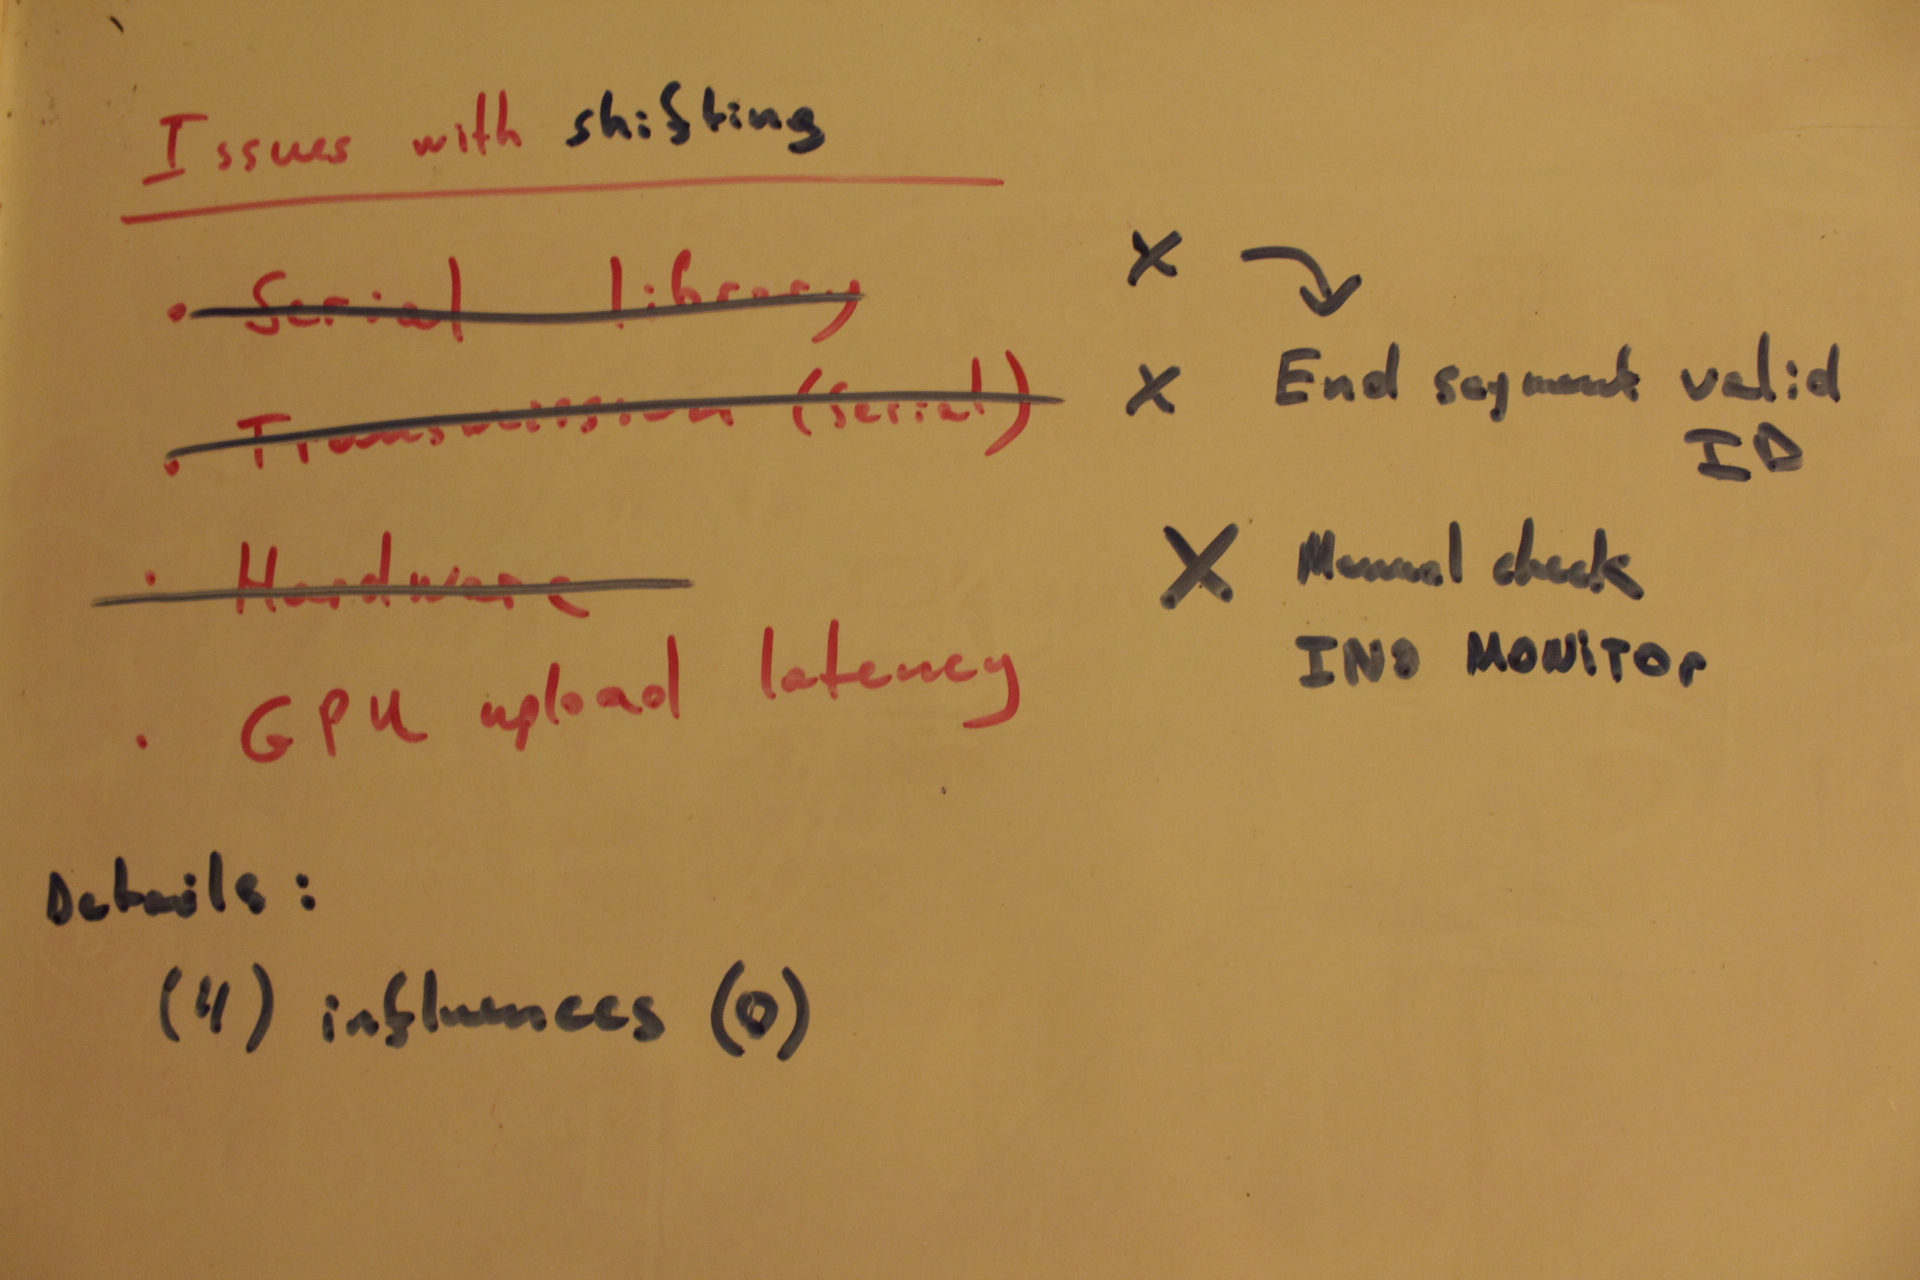 Issues with shifting
• Serial library
• Transmission (serial)
• Hardware
• GPU upload latency
X
X End segment valid
ID
X Manual check
MONITOR
Details:
(4) influences (0)